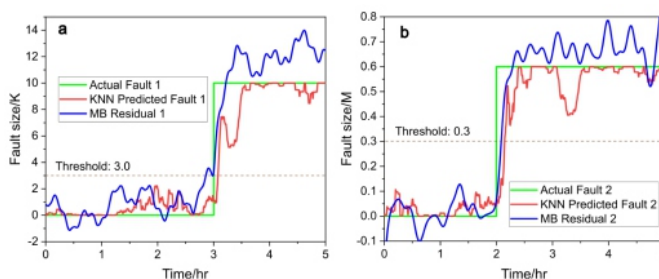 a
Fault size/K
14
12
10
8
6
4
2
0
-2
Actual Fault 1
KNN Predicted Fault 1
MB Residual 1
Threshold: 3.0
0 1 2 3 4 5
Time/hr
b
Fault size/M
0.8
0.7
0.6
0.5
0.4
0.3
0.2
0.1
0.0
-0.1
Threshold: 0.3
Actual Fault 2
KNN Predicted Fault 2
MB Residual 2
0 1 2 3 4
Time/hr